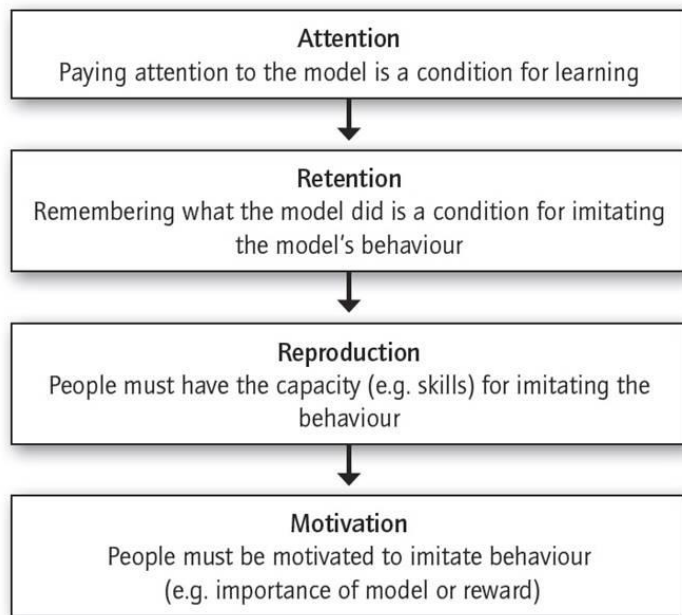 Attention
Paying attention to the model is a condition for learning
Retention
Remembering what the model did is a condition for imitating
the model's behaviour
Reproduction
People must have the capacity (e.g. skills) for imitating the
behaviour
Motivation
People must be motivated to imitate behaviour
(e.g. importance of model or reward)